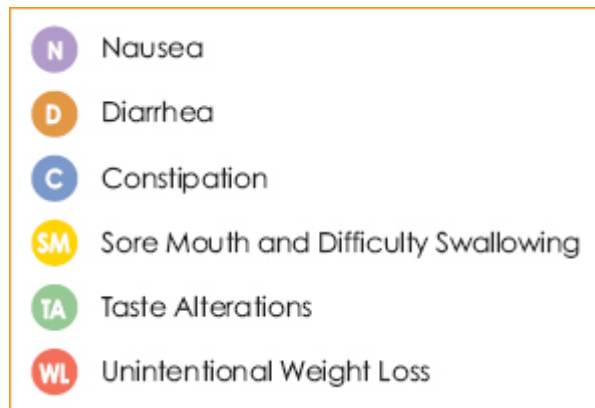 N Nausea
D Diarrhea
C Constipation
SM Sore Mouth and Difficulty Swallowing
TA Taste Alterations
WL Unintentional Weight Loss